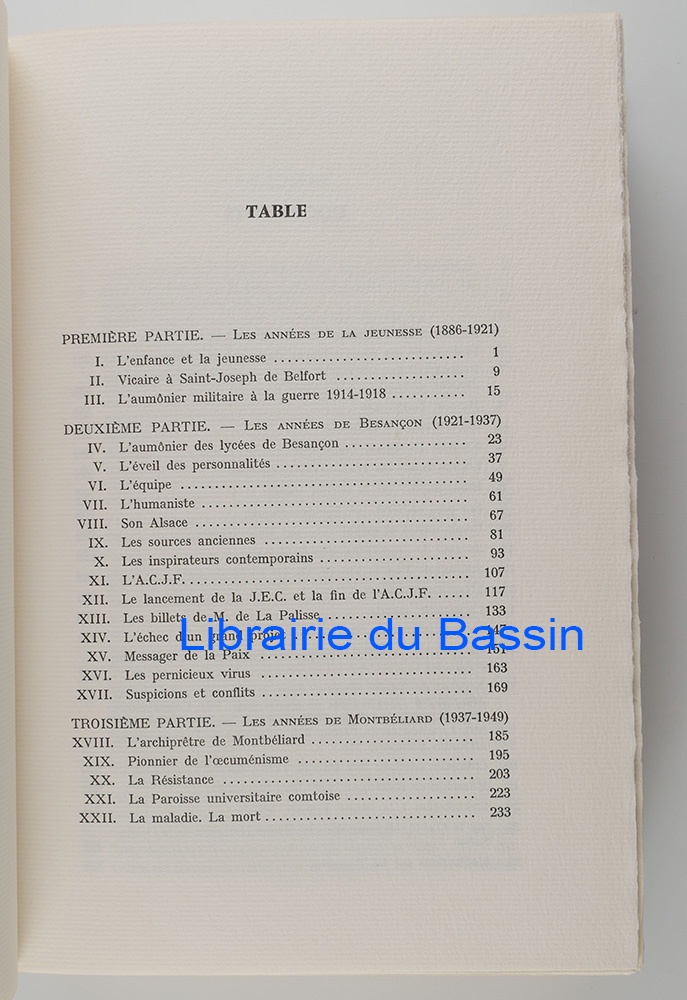 TABLE
PREMIÈRE PARTIE. — LES ANNÉES DE LA JEUNESSE (1886-1921)
I. L'enfance et la jeunesse ........................... 1
II. Vicaire à Saint-Joseph de Belfort .................. 9
III. L'aumônier militaire à la guerre 1914-1918 ........... 15
DEUXIÈME PARTIE. — LES ANNÉES DE BESANÇON (1921-1937)
IV. L'aumônier des lycées de Besançon .................. 23
V. L'éveil des personnalités ........................... 37
VI. L'équipe ......................................... 49
VII. L'humaniste ...................................... 61
VIII. Son Alsace ....................................... 67
IX. Les sources anciennes ............................. 81
X. Les inspirateurs contemporains ...................... 93
XI. L'A.C.J.F. ........................................ 107
XII. Le lancement de la J.E.C. et la fin de l'A.C.J.F. ..... 117
XIII. Les billets de M. de La Palisse ..................... 133
XIV. L'échec d'un grand projet ......................... 147
Librairie du Bassin
XV. Messager de la Paix ............................... 151
XVI. Les pernicieux virus .............................. 163
XVII. Suspicions et conflits ............................. 169
TROISIÈME PARTIE. — LES ANNÉES DE MONTBÉLIARD (1937-1949)
XVIII. L'archiprêtre de Montbéliard ....................... 185
XIX. Pionnier de l'œcuménisme ......................... 195
XX. La Résistance .................................... 203
XXI. La Paroisse universitaire comtoise .................. 223
XXII. La maladie. La mort .............................. 233